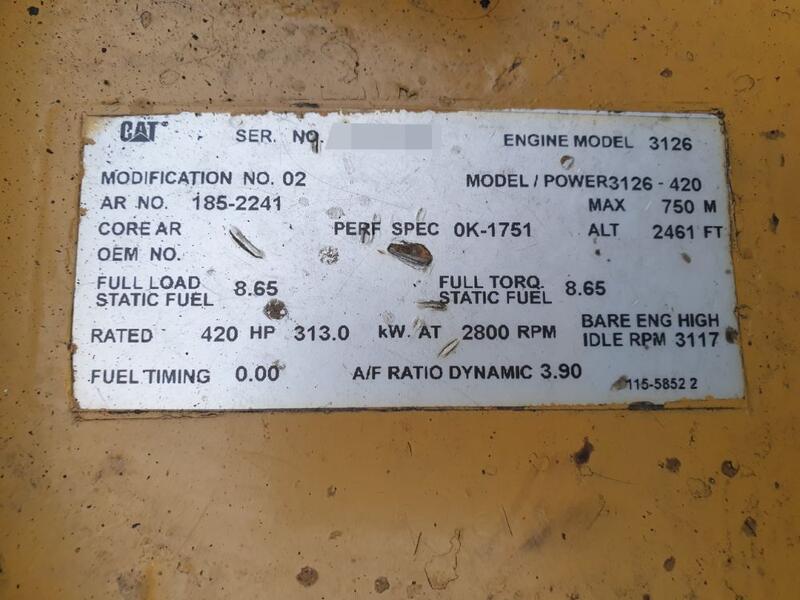 CAT SER. NO. ENGINE MODEL 3126
MODIFICATION NO. 02 MODEL / POWER 3126 - 420
AR NO. 185-2241 MAX 750 M
CORE AR PERF SPEC 0K-1751 ALT 2461 FT
OEM NO.
FULL LOAD STATIC FUEL 8.65 FULL TORQ. STATIC FUEL 8.65
RATED 420 HP 313.0 kW. AT 2800 RPM BARE ENG HIGH IDLE RPM 3117
FUEL TIMING 0.00 A/F RATIO DYNAMIC 3.90
115-5852 2